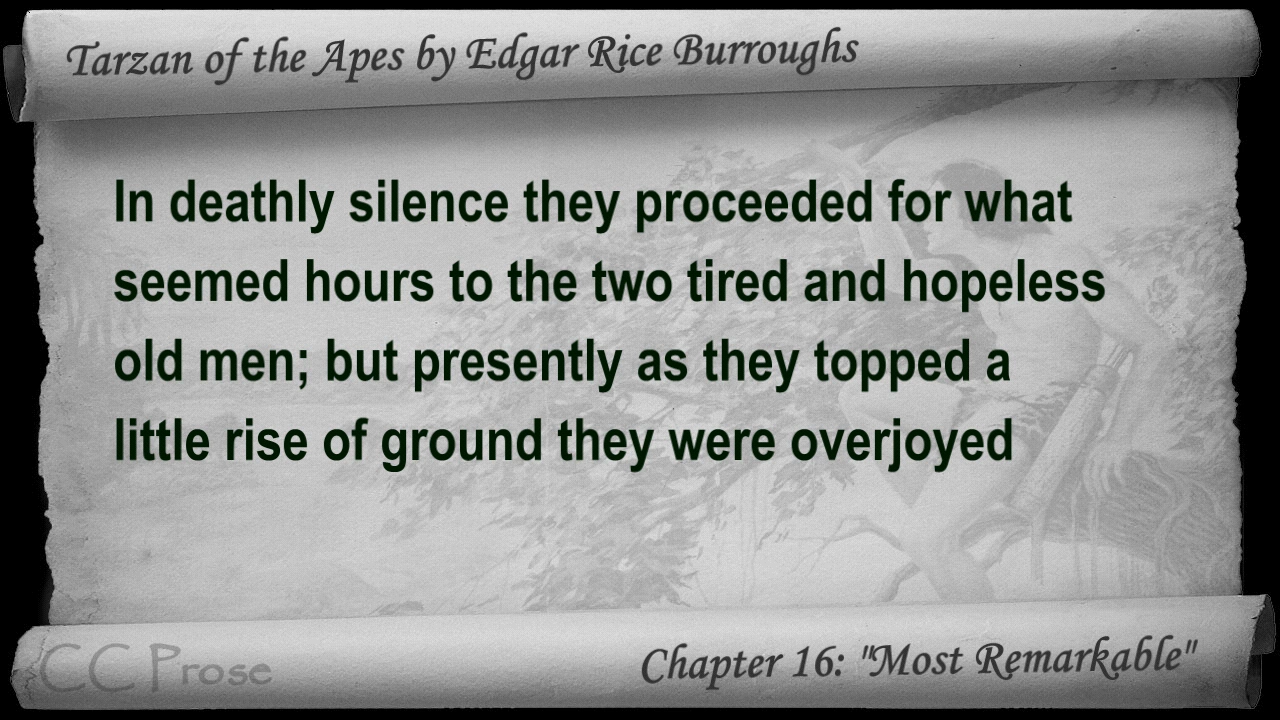 Tarzan of the Apes by Edgar Rice Burroughs
In deathly silence they proceeded for what
seemed hours to the two tired and hopeless
old men; but presently as they topped a
little rise of ground they were overjoyed
CC Prose
Chapter 16: "Most Remarkable"